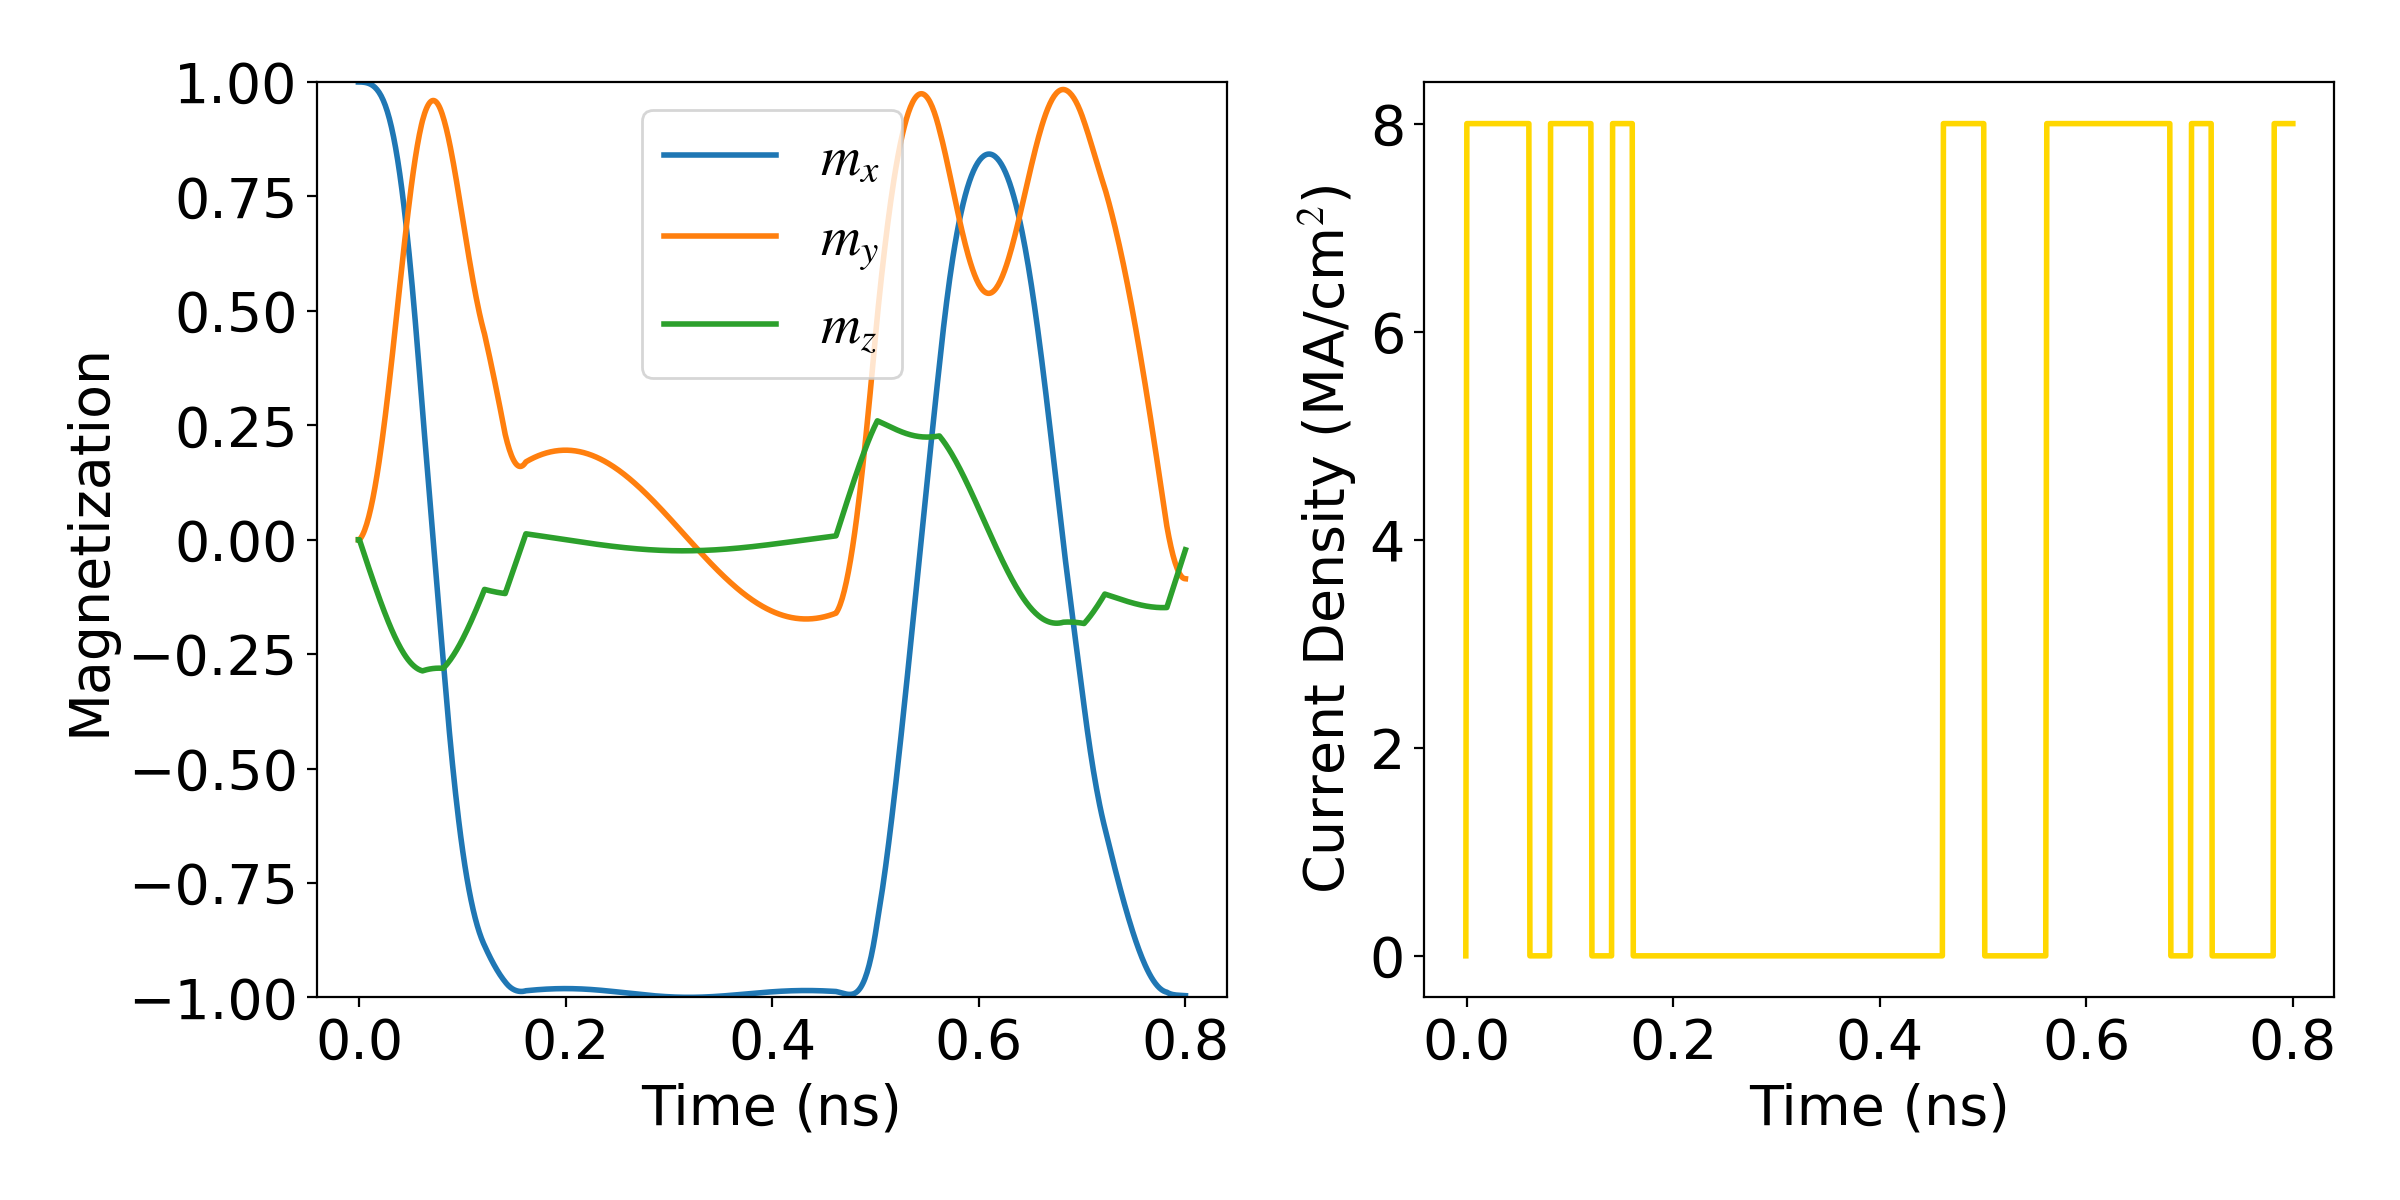 1.00
0.75
0.50
0.25
0.00
−0.25
−0.50
−0.75
−1.00
Magnetization
0.0 0.2 0.4 0.6 0.8
Time (ns)
mₓ
m_y
m_z
8
6
4
2
0
Current Density (MA/cm²)
0.0 0.2 0.4 0.6 0.8
Time (ns)